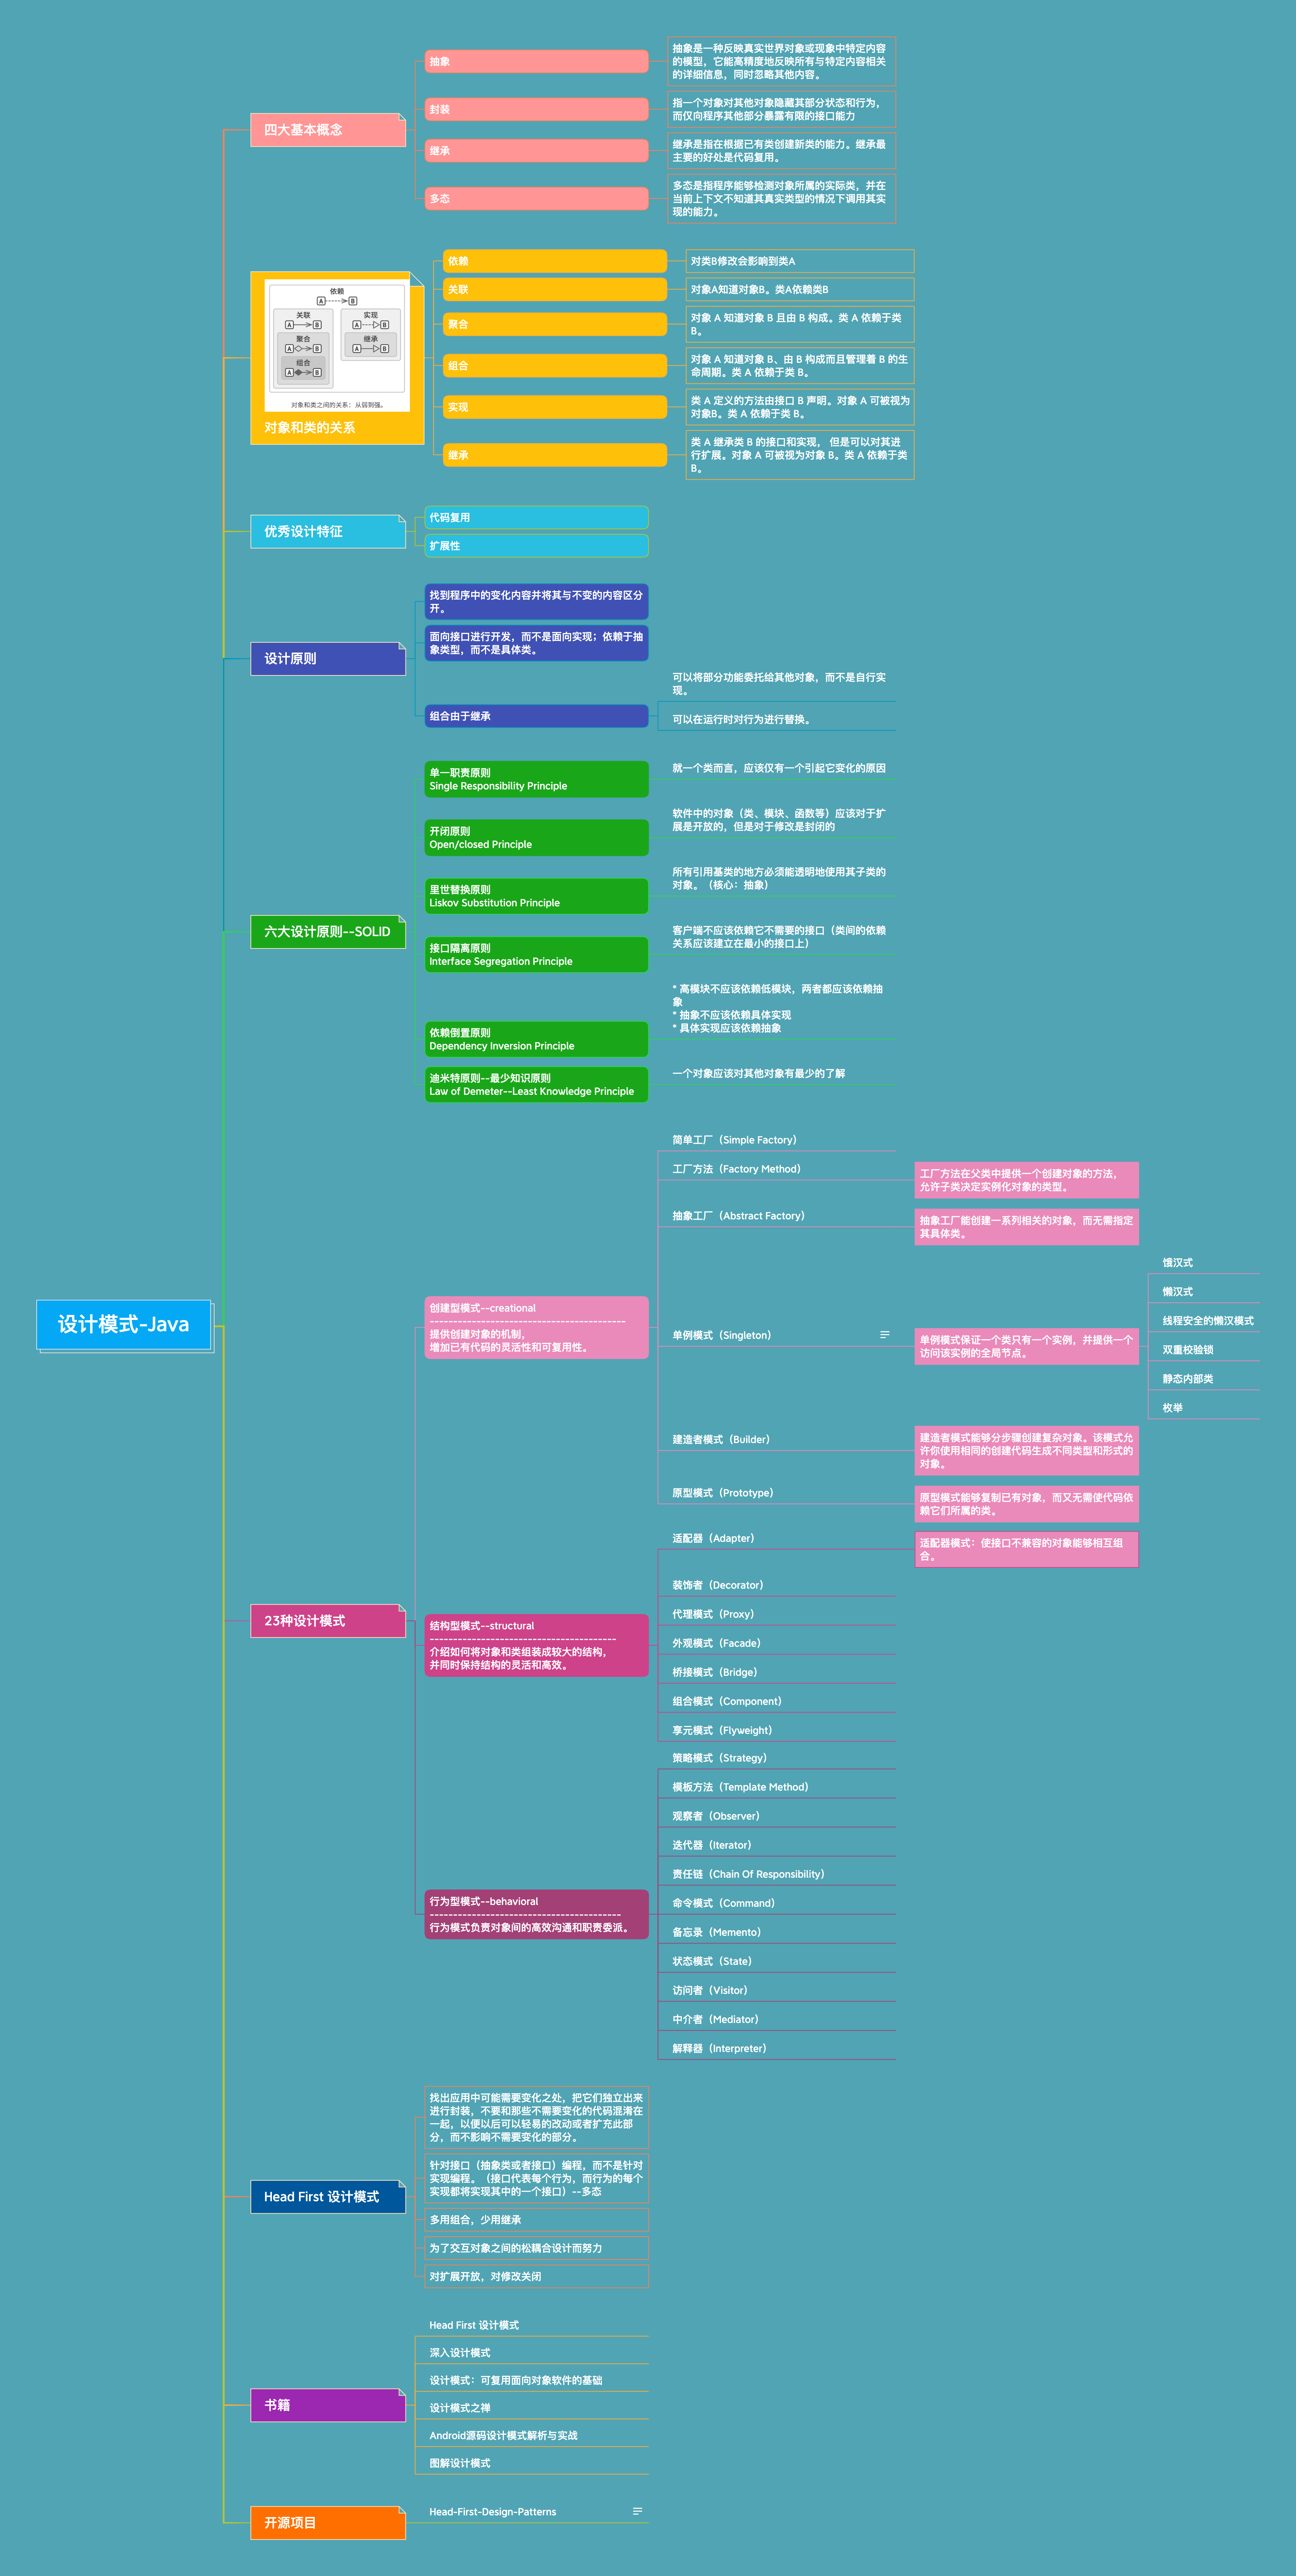 设计模式-Java
四大基本概念
抽象
抽象是一种反映真实世界对象或现象中特定内容
的模型，它能高精度地反映所有与特定内容相关
的详细信息，同时忽略其他内容。
封装
指一个对象对其他对象隐藏其部分状态和行为，
而仅向程序其他部分暴露有限的接口能力
继承
继承是指在根据已有类创建新类的能力。继承最
主要的好处是代码复用。
多态
多态是指程序能够检测对象所属的实际类，并在
当前上下文不知道其真实类型的情况下调用其实
现的能力。
依赖
A B
关联
A B
实现
A B
聚合
A B
继承
A B
组合
A B
对象和类之间的关系：从弱到强。
对象和类的关系
依赖
对类B修改会影响到类A
关联
对象A知道对象B。类A依赖类B
聚合
对象 A 知道对象 B 且由 B 构成。类 A 依赖于类
B。
组合
对象 A 知道对象 B、由 B 构成而且管理着 B 的生
命周期。类 A 依赖于类 B。
实现
类 A 定义的方法由接口 B 声明。对象 A 可被视为
对象B。类 A 依赖于类 B。
继承
类 A 继承类 B 的接口和实现， 但是可以对其进
行扩展。对象 A 可被视为对象 B。类 A 依赖于类
B。
优秀设计特征
代码复用
扩展性
设计原则
找到程序中的变化内容并将其与不变的内容区分
开。
面向接口进行开发，而不是面向实现；依赖于抽
象类型，而不是具体类。
组合由于继承
可以将部分功能委托给其他对象，而不是自行实
现。
可以在运行时对行为进行替换。
六大设计原则--SOLID
单一职责原则
Single Responsibility Principle
就一个类而言，应该仅有一个引起它变化的原因
开闭原则
Open/closed Principle
软件中的对象（类、模块、函数等）应该对于扩
展是开放的，但是对于修改是封闭的
里世替换原则
Liskov Substitution Principle
所有引用基类的地方必须能透明地使用其子类的
对象。（核心：抽象）
接口隔离原则
Interface Segregation Principle
客户端不应该依赖它不需要的接口（类间的依赖
关系应该建立在最小的接口上）
依赖倒置原则
Dependency Inversion Principle
* 高模块不应该依赖低模块，两者都应该依赖抽
象
* 抽象不应该依赖具体实现
* 具体实现应该依赖抽象
迪米特原则--最少知识原则
Law of Demeter--Least Knowledge Principle
一个对象应该对其他对象有最少的了解
23种设计模式
创建型模式--creational
------------------------------------------
提供创建对象的机制，
增加已有代码的灵活性和可复用性。
简单工厂（Simple Factory）
工厂方法（Factory Method）
工厂方法在父类中提供一个创建对象的方法，
允许子类决定实例化对象的类型。
抽象工厂（Abstract Factory）
抽象工厂能创建一系列相关的对象，而无需指定
其具体类。
单例模式（Singleton）
单例模式保证一个类只有一个实例，并提供一个
访问该实例的全局节点。
饿汉式
懒汉式
线程安全的懒汉模式
双重校验锁
静态内部类
枚举
建造者模式（Builder）
建造者模式能够分步骤创建复杂对象。该模式允
许你使用相同的创建代码生成不同类型和形式的
对象。
原型模式（Prototype）
原型模式能够复制已有对象，而又无需使代码依
赖它们所属的类。
结构型模式--structural
----------------------------------------
介绍如何将对象和类组装成较大的结构，
并同时保持结构的灵活和高效。
适配器（Adapter）
适配器模式：使接口不兼容的对象能够相互组
合。
装饰者（Decorator）
代理模式（Proxy）
外观模式（Facade）
桥接模式（Bridge）
组合模式（Component）
享元模式（Flyweight）
行为型模式--behavioral
-----------------------------------------
行为模式负责对象间的高效沟通和职责委派。
策略模式（Strategy）
模板方法（Template Method）
观察者（Observer）
迭代器（Iterator）
责任链（Chain Of Responsibility）
命令模式（Command）
备忘录（Memento）
状态模式（State）
访问者（Visitor）
中介者（Mediator）
解释器（Interpreter）
Head First 设计模式
找出应用中可能需要变化之处，把它们独立出来
进行封装，不要和那些不需要变化的代码混淆在
一起，以便以后可以轻易的改动或者扩充此部
分，而不影响不需要变化的部分。
针对接口（抽象类或者接口）编程，而不是针对
实现编程。（接口代表每个行为，而行为的每个
实现都将实现其中的一个接口）--多态
多用组合，少用继承
为了交互对象之间的松耦合设计而努力
对扩展开放，对修改关闭
书籍
Head First 设计模式
深入设计模式
设计模式：可复用面向对象软件的基础
设计模式之禅
Android源码设计模式解析与实战
图解设计模式
开源项目
Head-First-Design-Patterns